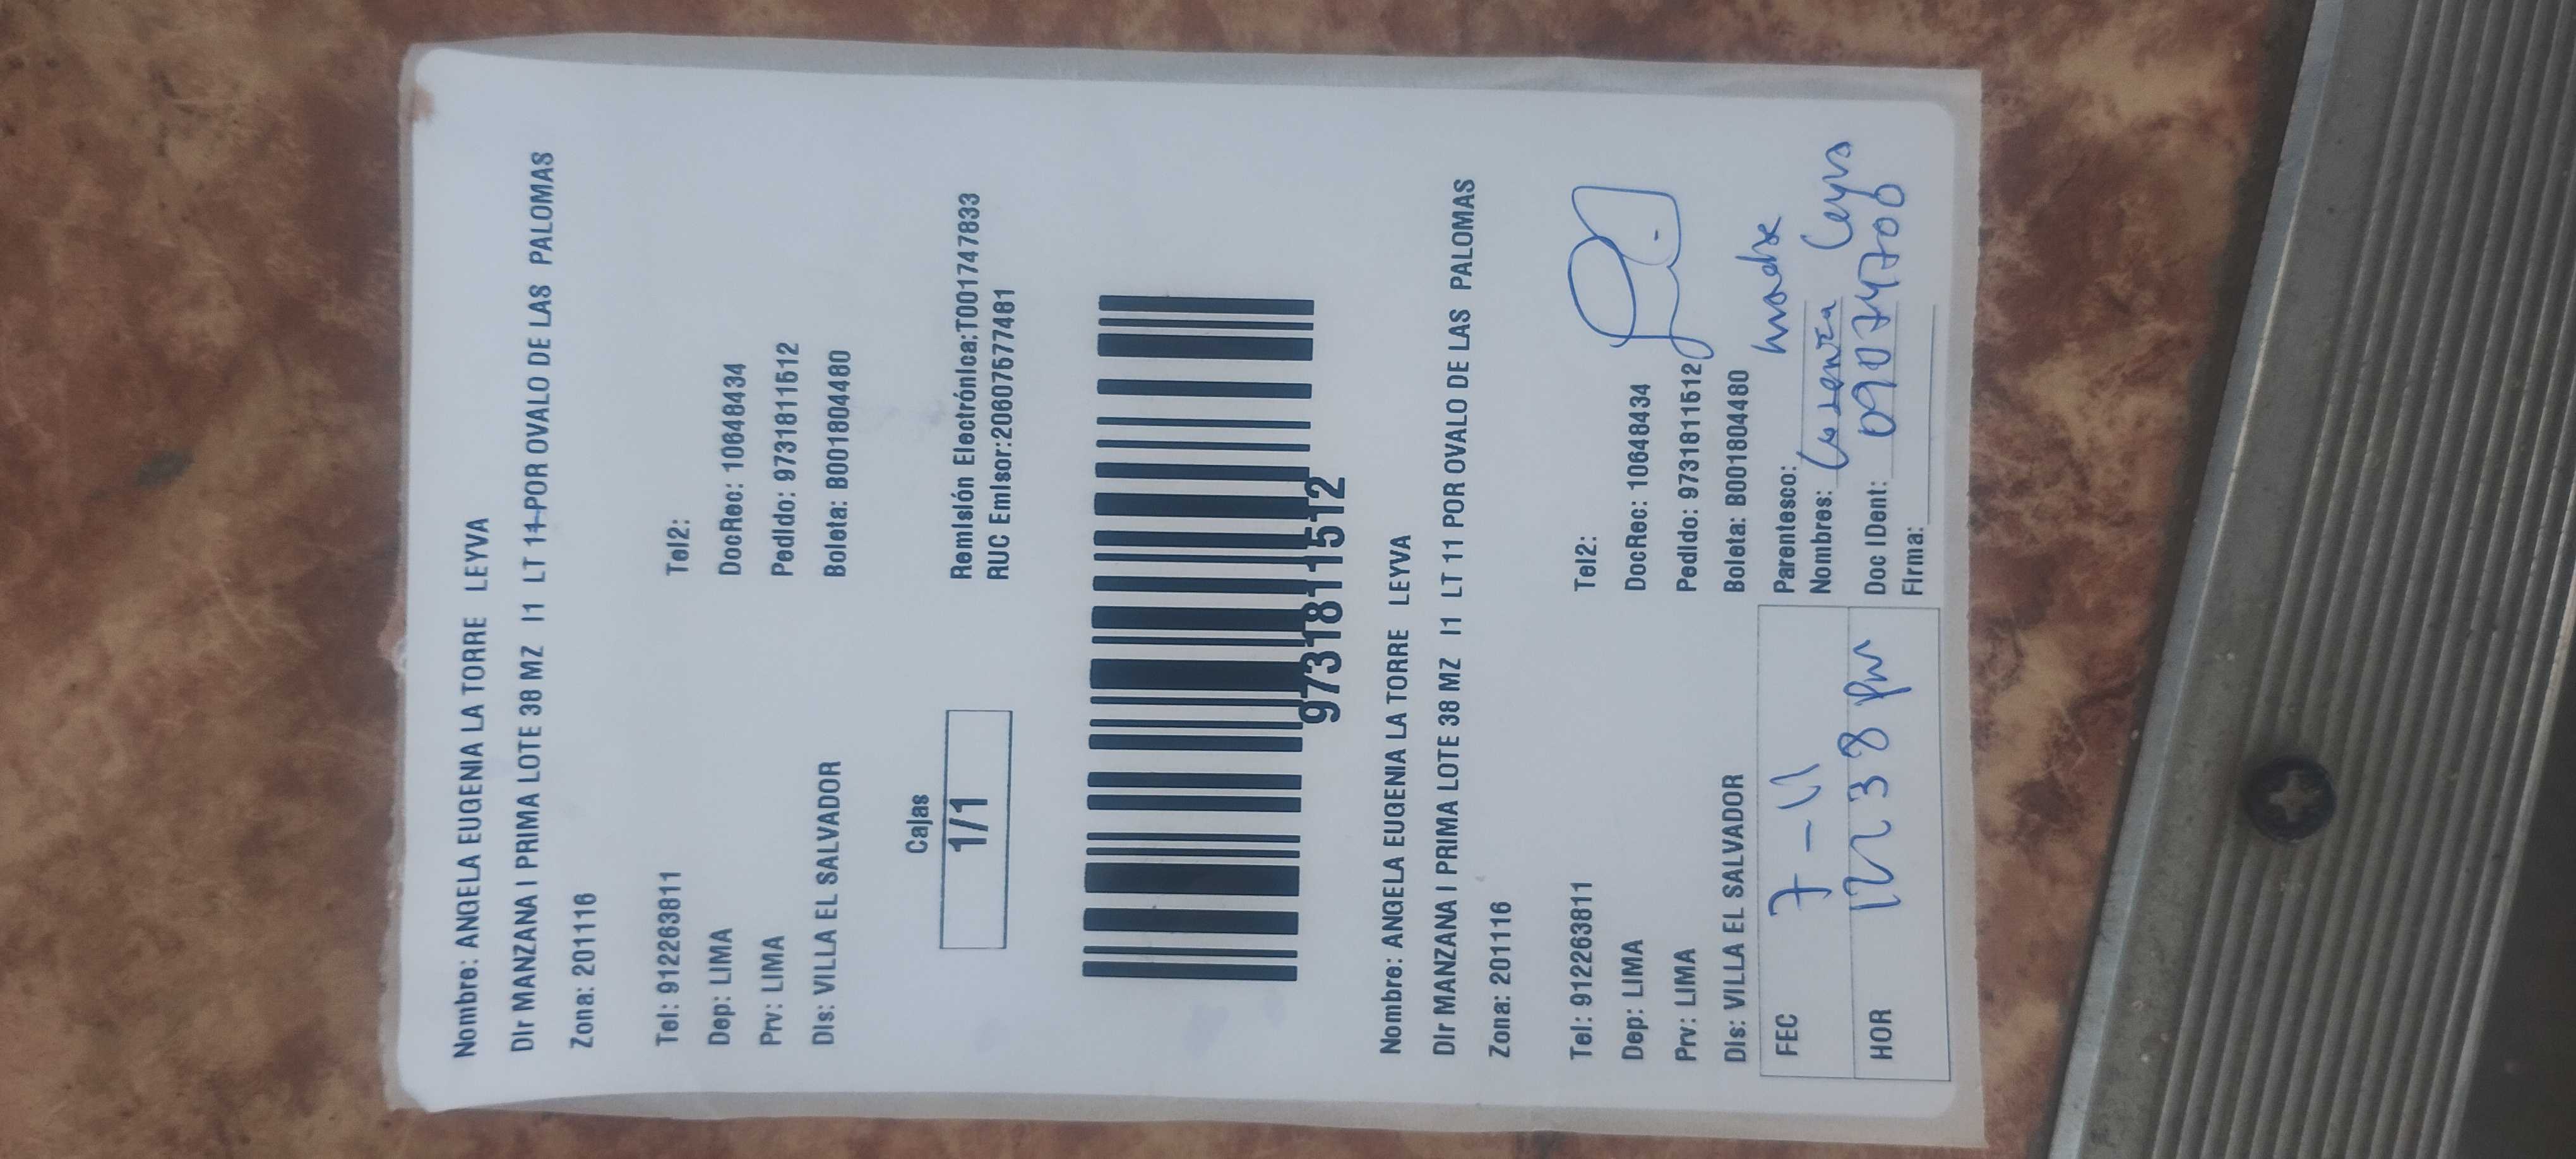 Nombre: ANGELA EUGENIA LA TORRE LEYVA
Dir MANZANA I PRIMA LOTE 38 MZ I1 LT 11 POR OVALO DE LAS PALOMAS
Zona: 201116
Tel: 912263811 Tel2:
Dep: LIMA DocRec: 10648434
Prv: LIMA Pedido: 97318111512
Dis: VILLA EL SALVADOR Boleta: B001804480
Cajas
1/1
Remisión Electrónica:T001747833
RUC Emisor:20607577481
97318111512
Nombre: ANGELA EUGENIA LA TORRE LEYVA
Dir MANZANA I PRIMA LOTE 38 MZ I1 LT 11 POR OVALO DE LAS PALOMAS
Zona: 201116
Tel: 912263811 Tel2:
Dep: LIMA DocRec: 10648434
Prv: LIMA Pedido: 97318111512
Dis: VILLA EL SALVADOR Boleta: B001804480
FEC 7-11 Parentesco: madre
Nombres: Leyva
HOR 12 38 pm Doc IDent: 09074700
Firma: